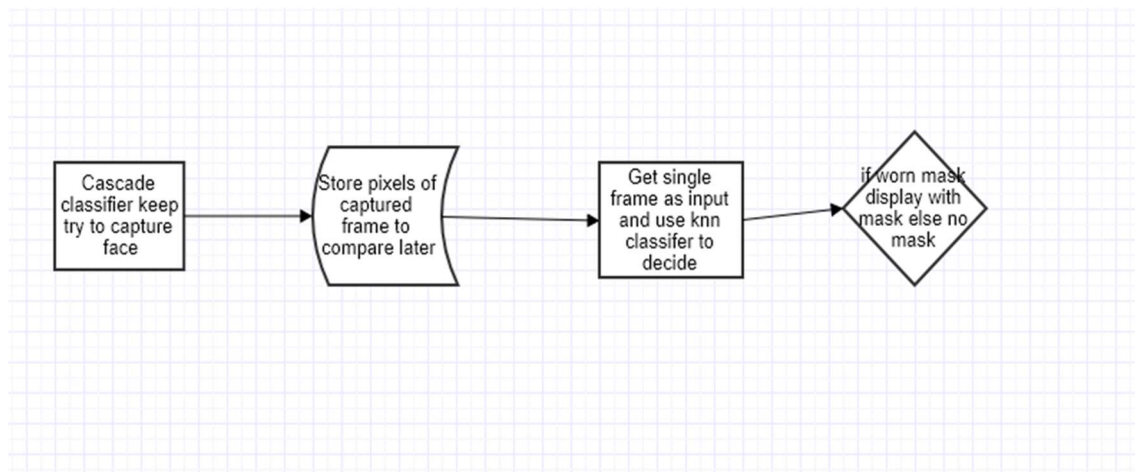 Cascade
classifier keep
try to capture
face
Store pixels of
captured
frame to
compare later
Get single
frame as input
and use knn
classifer to
decide
if worn mask
display with
mask else no
mask